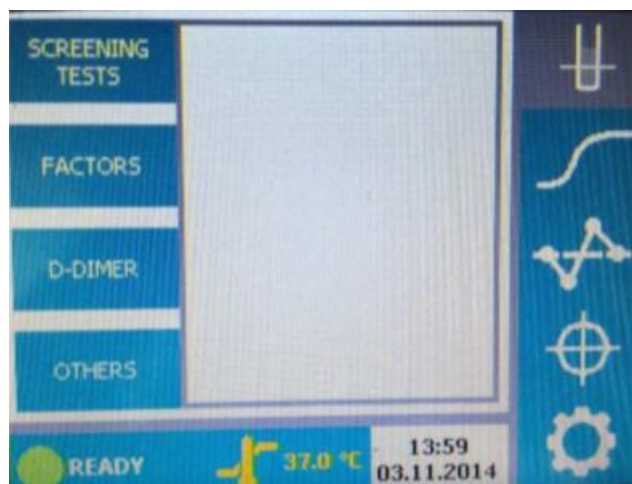 SCREENING
TESTS
FACTORS
D-DIMER
OTHERS
READY
37.0 °C
13:59
03.11.2014